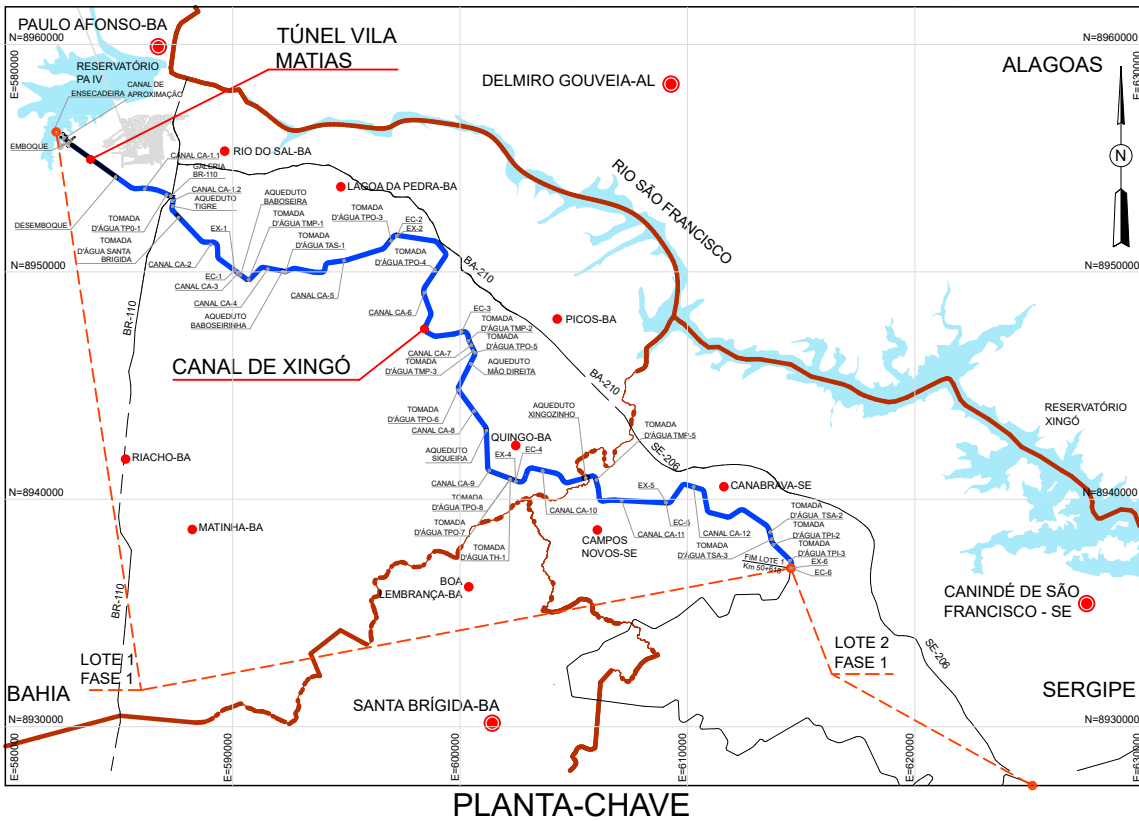 PAULO AFONSO-BA
N=8960000
N=8960000
E=580000
E=630000
TÚNEL VILA
MATIAS
RESERVATÓRIO
PA IV
ENSECADEIRA
CANAL DE
APROXIMAÇÃO
DELMIRO GOUVEIA-AL
ALAGOAS
N
EMBOQUE
RIO DO SAL-BA
CANAL CA-1.1
GALERIA
BR-110
LAGOA DA PEDRA-BA
CANAL CA-1.2
AQUEDUTO
TIGRE
AQUEDUTO
BABOSEIRA
RIO SÃO FRANCISCO
DESEMBOQUE
TOMADA
D'ÁGUA TPO-1
TOMADA
D'ÁGUA SANTA
BRIGIDA
EX-1
TOMADA
D'ÁGUA TMP-1
TOMADA
D'ÁGUA TPO-3
EC-2
EX-2
TOMADA
D'ÁGUA TAS-1
CANAL CA-2
EC-1
CANAL CA-3
TOMADA
D'ÁGUA TPO-4
BA-210
N=8950000
N=8950000
CANAL CA-4
CANAL CA-5
AQUEDUTO
BABOSEIRINHA
CANAL CA-6
BR-110
EC-3
TOMADA
D'ÁGUA TMP-2
TOMADA
D'ÁGUA TPO-5
PICOS-BA
CANAL DE XINGÓ
CANAL CA-7
TOMADA
D'ÁGUA TMP-3
AQUEDUTO
MÃO DIREITA
BA-210
TOMADA
D'ÁGUA TPO-6
CANAL CA-8
AQUEDUTO
XINGOZINHO
TOMADA
D'ÁGUA TMP-5
RESERVATÓRIO
XINGÓ
QUINGO-BA
AQUEDUTO
SIQUEIRA
EX-4
EC-4
SE-206
RIACHO-BA
CANAL CA-9
CANABRAVA-SE
EX-5
N=8940000
N=8940000
TOMADA
D'ÁGUA TPO-8
CANAL CA-10
TOMADA
D'ÁGUA TSA-2
MATINHA-BA
TOMADA
D'ÁGUA TPO-7
EC-5
CANAL CA-11
CANAL CA-12
TOMADA
D'ÁGUA TPI-2
CAMPOS
NOVOS-SE
TOMADA
D'ÁGUA TH-1
TOMADA
D'ÁGUA TSA-3
TOMADA
D'ÁGUA TPI-3
FIM LOTE 1
Km 50+818
EX-6
EC-6
BOA
LEMBRANÇA-BA
BR-110
CANINDÉ DE SÃO
FRANCISCO - SE
LOTE 1
FASE 1
LOTE 2
FASE 1
SE-206
BAHIA
SERGIPE
SANTA BRÍGIDA-BA
N=8930000
N=8930000
E=580000
E=590000
E=600000
E=610000
E=620000
E=630000
PLANTA-CHAVE